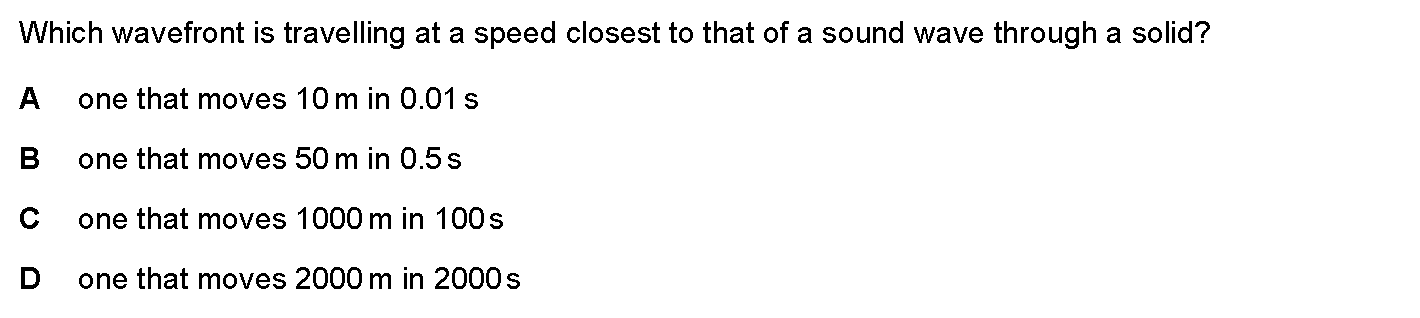 Which wavefront is travelling at a speed closest to that of a sound wave through a solid?
A one that moves 10 m in 0.01 s
B one that moves 50 m in 0.5 s
C one that moves 1000 m in 100 s
D one that moves 2000 m in 2000 s